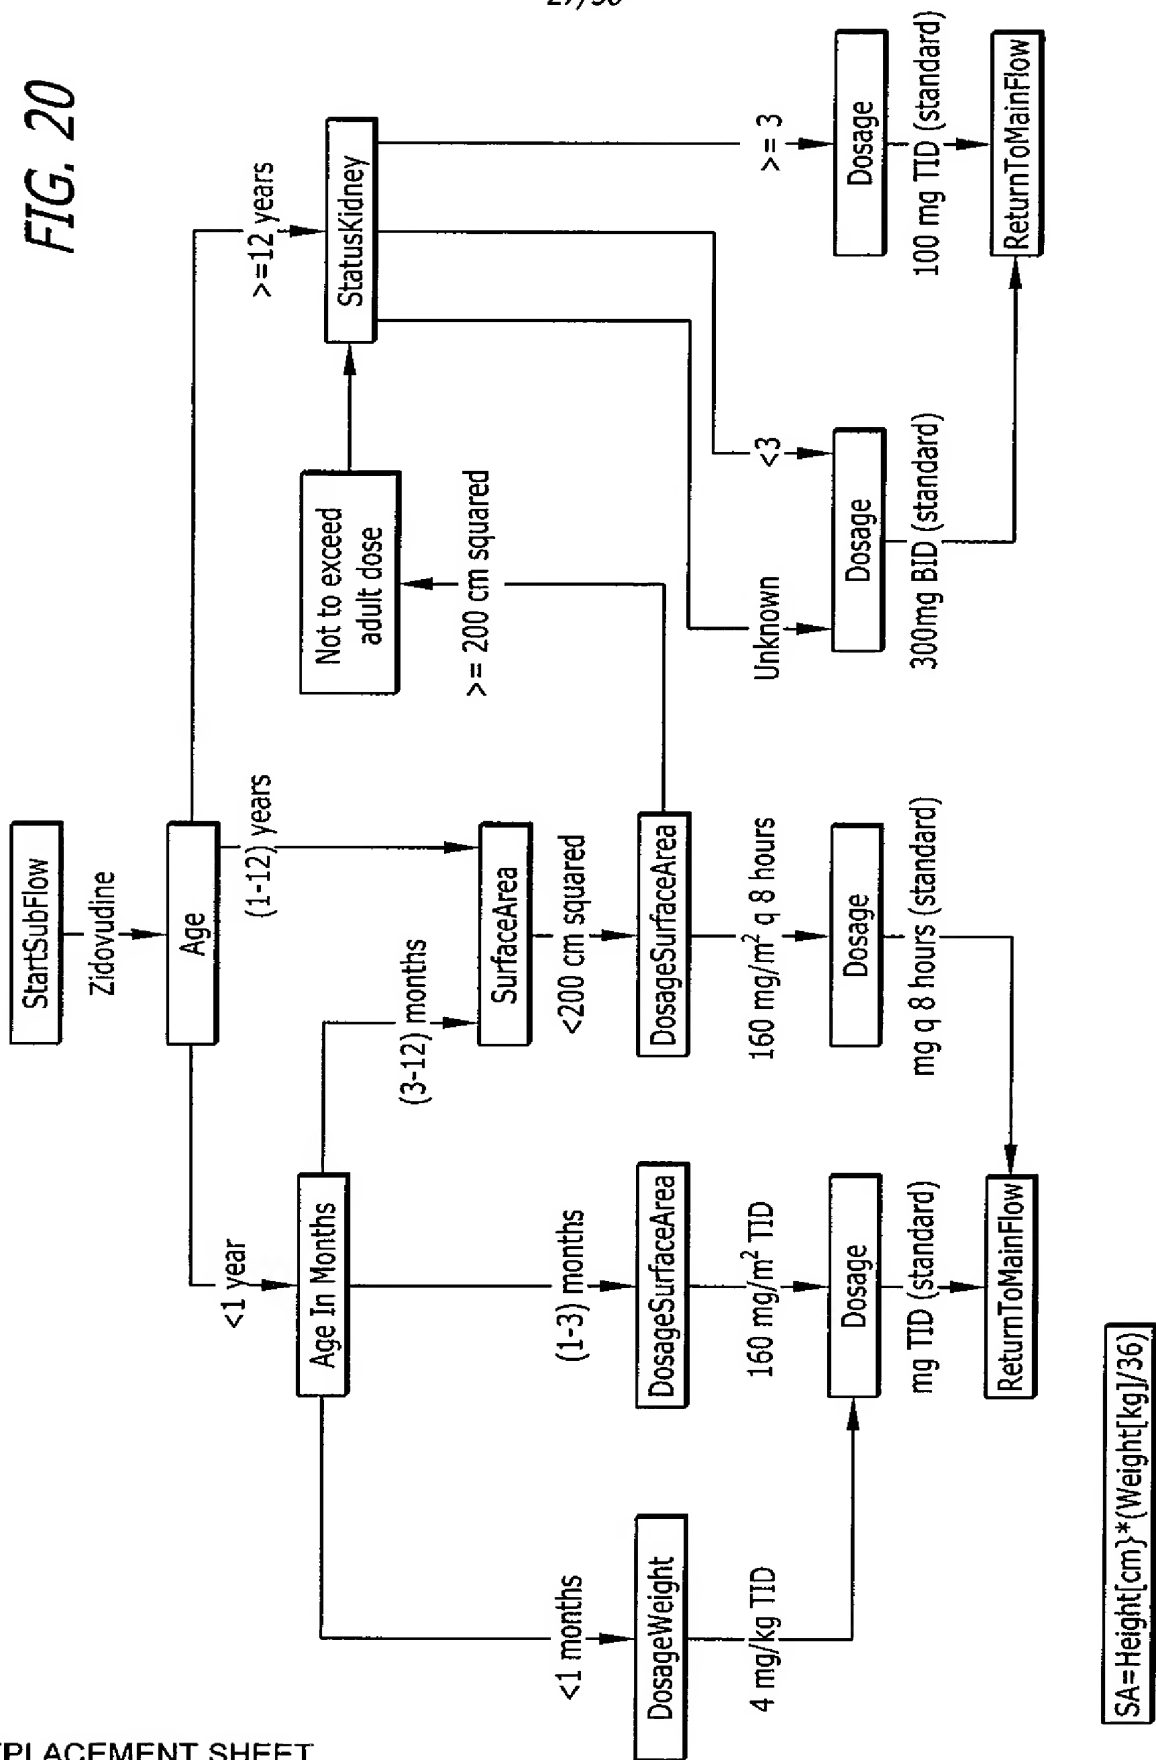 27/30
FIG. 20
StartSubFlow
Zidovudine
Age
<1 year
(1-12) years
>=12 years
Age In Months
Not to exceed
adult dose
StatusKidney
(3-12) months
SurfaceArea
<1 months
(1-3) months
<200 cm squared
>= 200 cm squared
DosageWeight
DosageSurfaceArea
DosageSurfaceArea
4 mg/kg TID
160 mg/m² TID
160 mg/m² q 8 hours
Unknown
<3
>= 3
Dosage
Dosage
Dosage
Dosage
mg TID (standard)
mg q 8 hours (standard)
300mg BID (standard)
100 mg TID (standard)
ReturnToMainFlow
ReturnToMainFlow
SA=Height[cm}*(Weight[kg]/36)
PLACEMENT SHEET